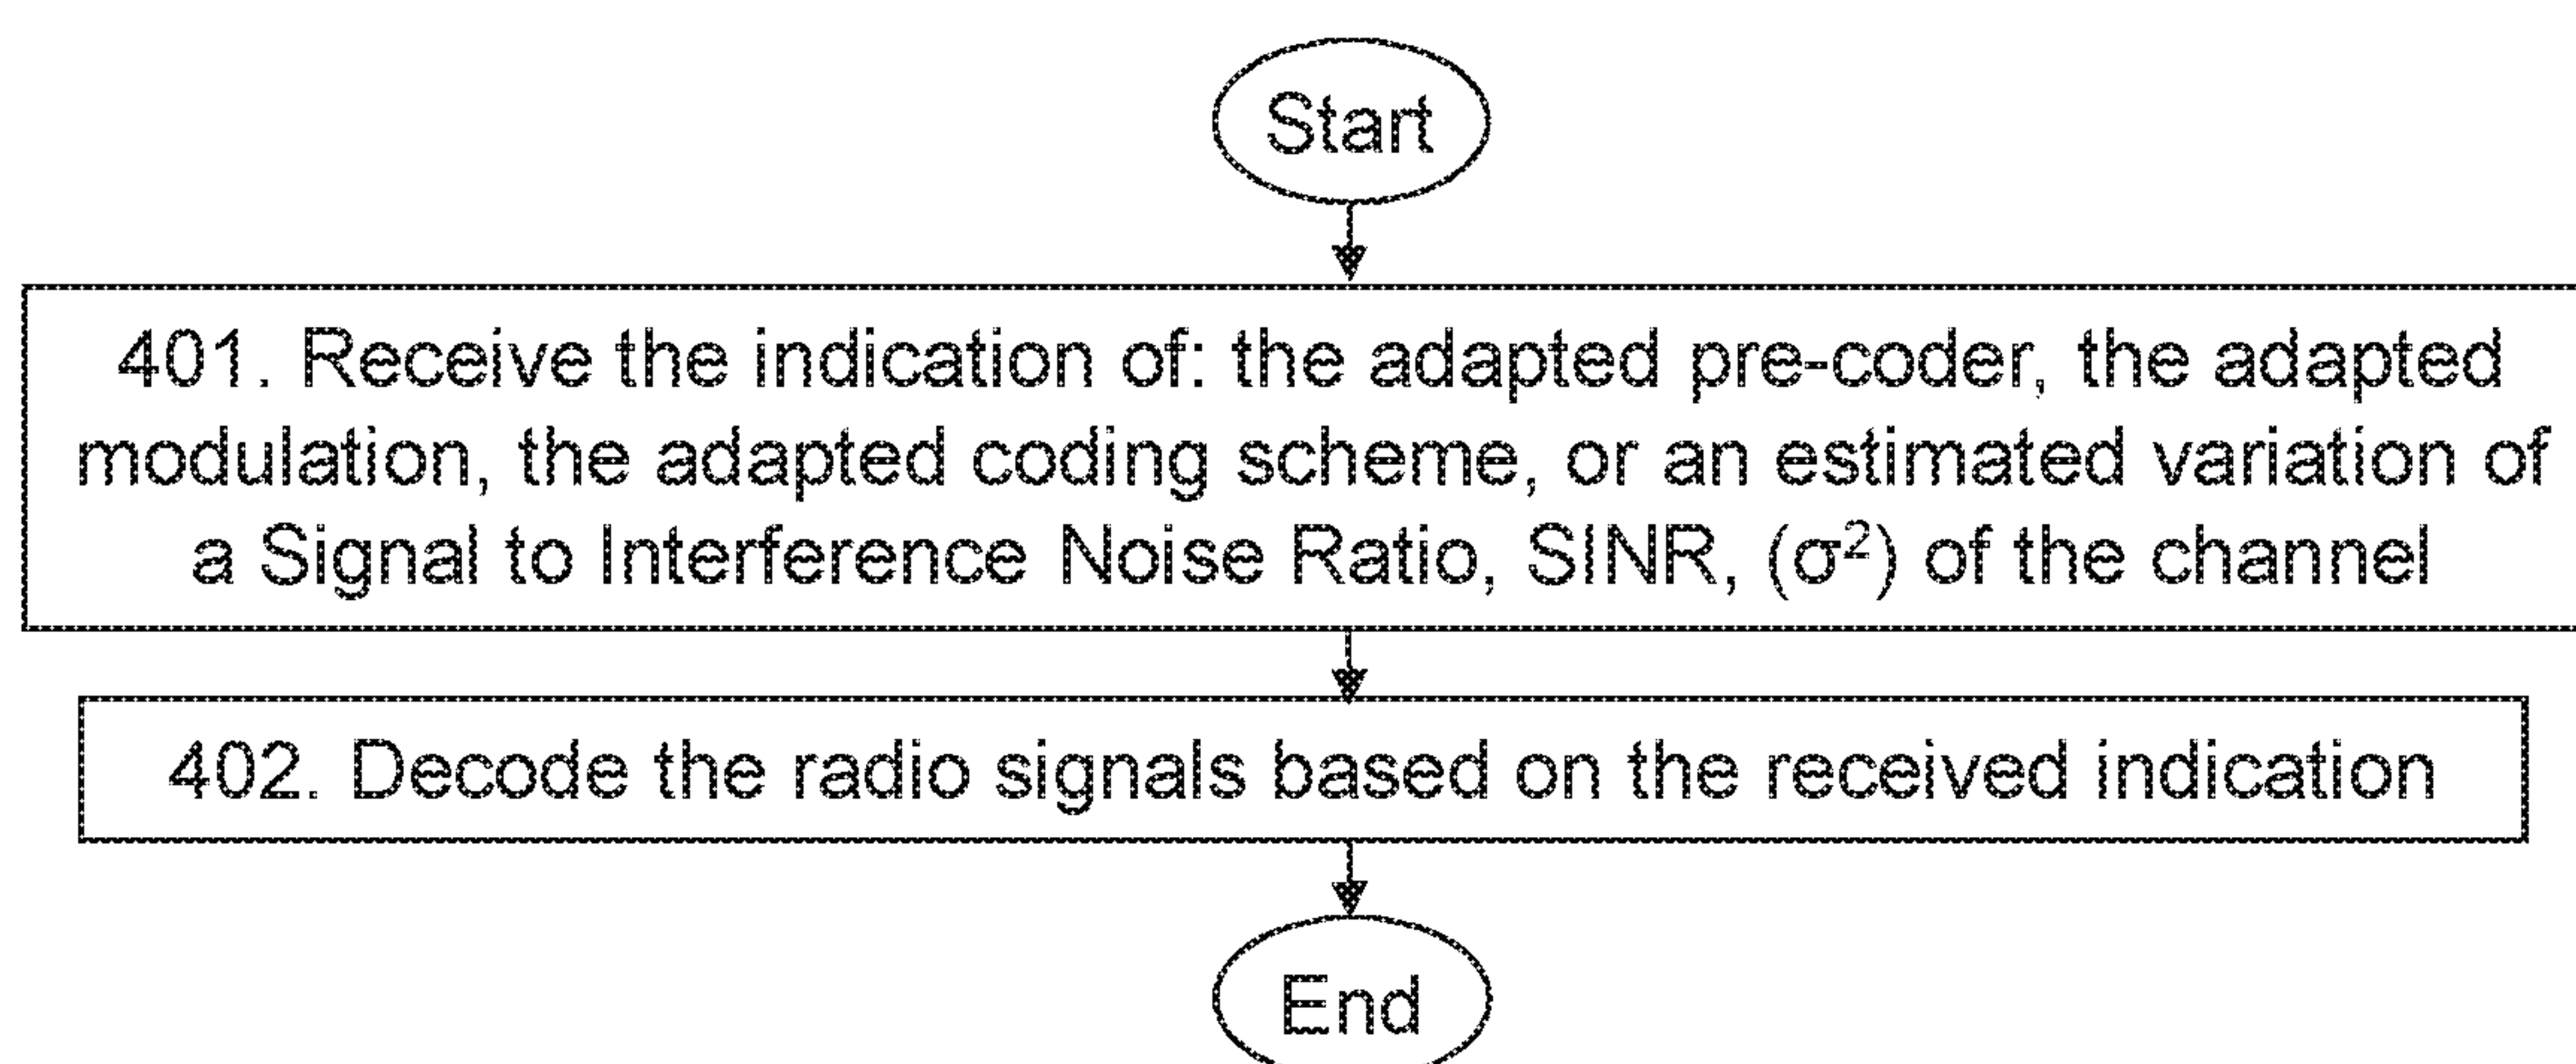 Start
401. Receive the indication of: the adapted pre-coder, the adapted
modulation, the adapted coding scheme, or an estimated variation of
a Signal to Interference Noise Ratio, SINR, (σ²) of the channel
402. Decode the radio signals based on the received indication
End